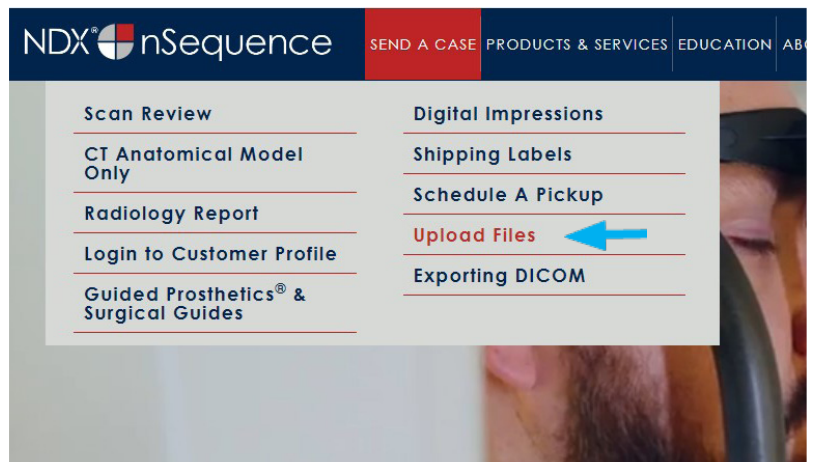 NDX® nSequence
SEND A CASE PRODUCTS & SERVICES EDUCATION
Scan Review
CT Anatomical Model
Only
Radiology Report
Login to Customer Profile
Guided Prosthetics® &
Surgical Guides
Digital Impressions
Shipping Labels
Schedule A Pickup
Upload Files
Exporting DICOM